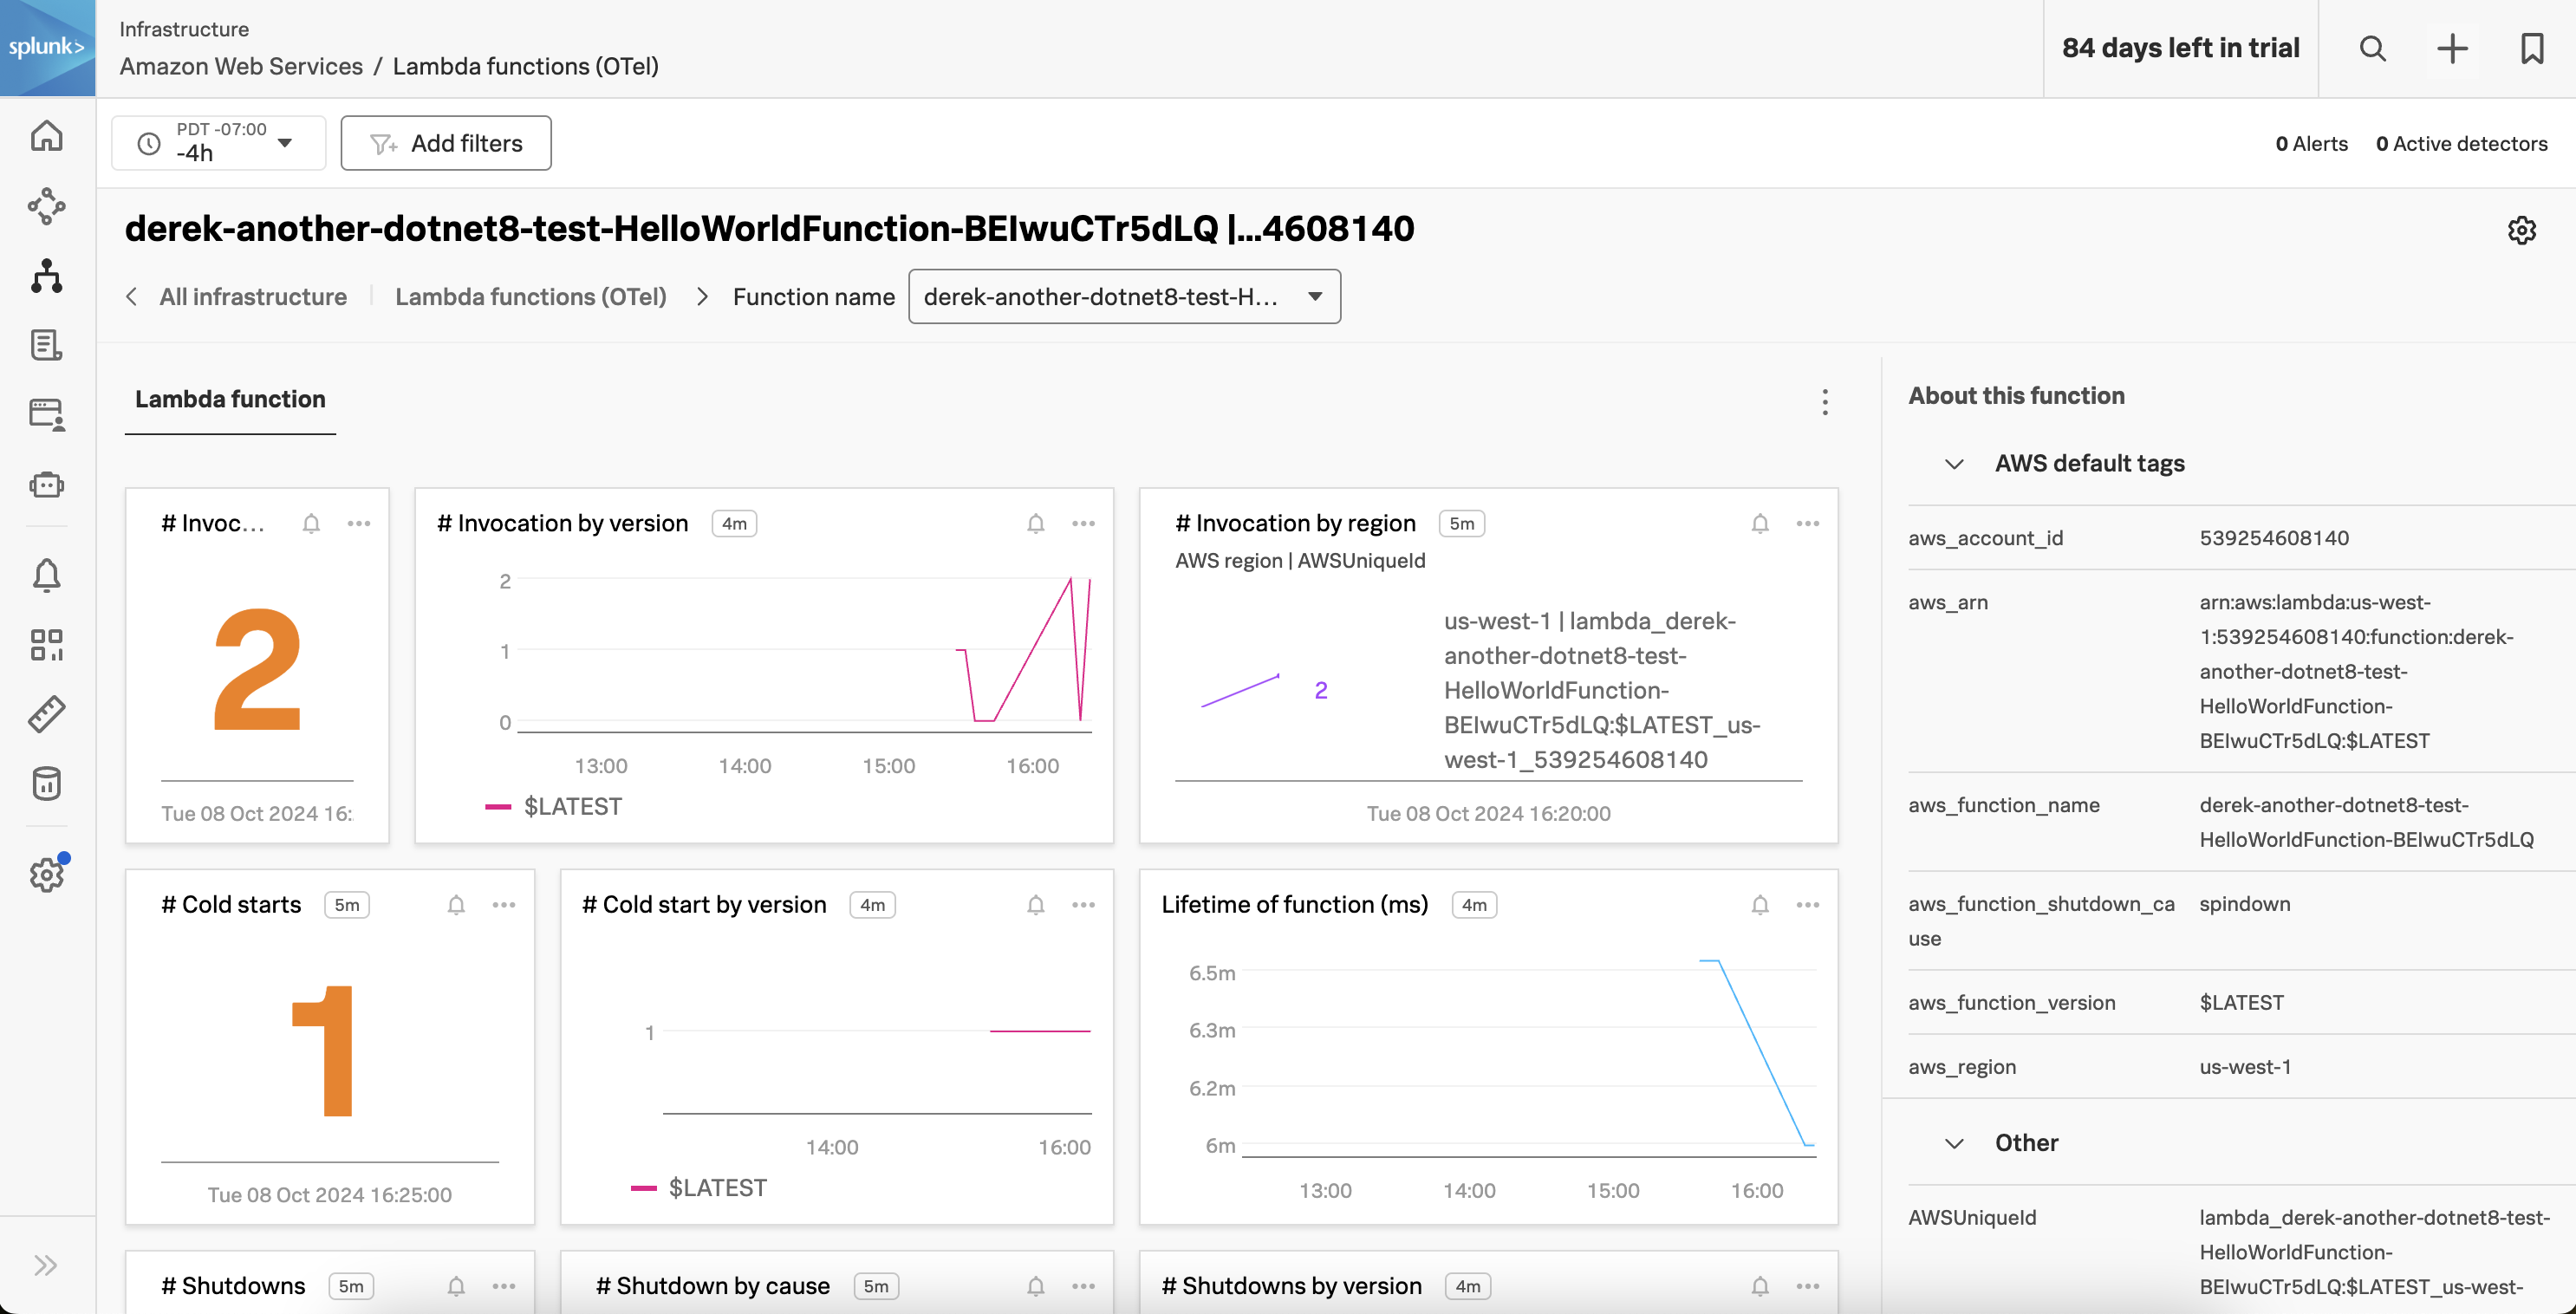 splunk>
Infrastructure
Amazon Web Services / Lambda functions (OTel)
84 days left in trial
PDT -07:00
-4h
Add filters
0 Alerts
0 Active detectors
derek-another-dotnet8-test-HelloWorldFunction-BEIwuCTr5dLQ |...4608140
All infrastructure
Lambda functions (OTel)
Function name
derek-another-dotnet8-test-H...
Lambda function
# Invoc...
2
Tue 08 Oct 2024 16:
# Invocation by version
4m
2
1
0
13:00
14:00
15:00
16:00
$LATEST
# Invocation by region
5m
AWS region | AWSUniqueId
2
us-west-1 | lambda_derek-
another-dotnet8-test-
HelloWorldFunction-
BEIwuCTr5dLQ:$LATEST_us-
west-1_539254608140
Tue 08 Oct 2024 16:20:00
# Cold starts
5m
1
Tue 08 Oct 2024 16:25:00
# Cold start by version
4m
1
14:00
16:00
$LATEST
Lifetime of function (ms)
4m
6.5m
6.3m
6.2m
6m
13:00
14:00
15:00
16:00
# Shutdowns
5m
# Shutdown by cause
5m
# Shutdowns by version
4m
About this function
AWS default tags
aws_account_id
539254608140
aws_arn
arn:aws:lambda:us-west-
1:539254608140:function:derek-
another-dotnet8-test-
HelloWorldFunction-
BEIwuCTr5dLQ:$LATEST
aws_function_name
derek-another-dotnet8-test-
HelloWorldFunction-BEIwuCTr5dLQ
aws_function_shutdown_ca
use
spindown
aws_function_version
$LATEST
aws_region
us-west-1
Other
AWSUniqueId
lambda_derek-another-dotnet8-test-
HelloWorldFunction-
BEIwuCTr5dLQ:$LATEST_us-west-